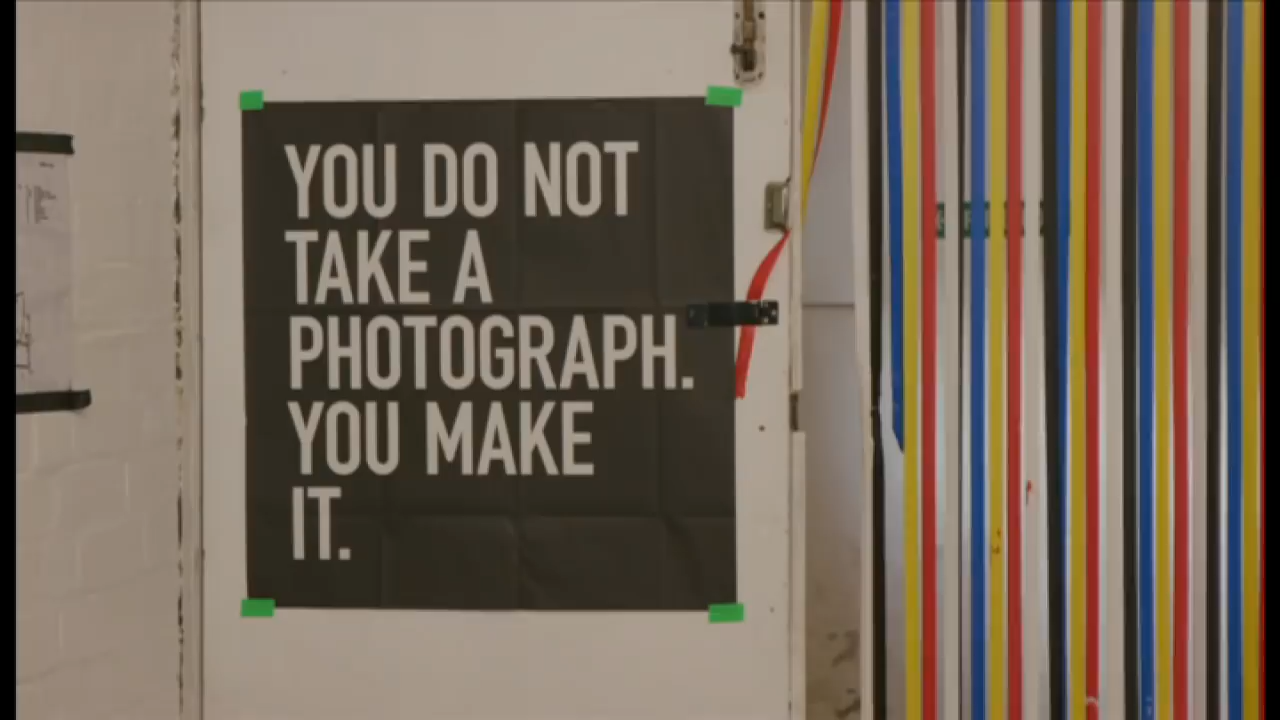 YOU DO NOT
TAKE A
PHOTOGRAPH.
YOU MAKE
IT.